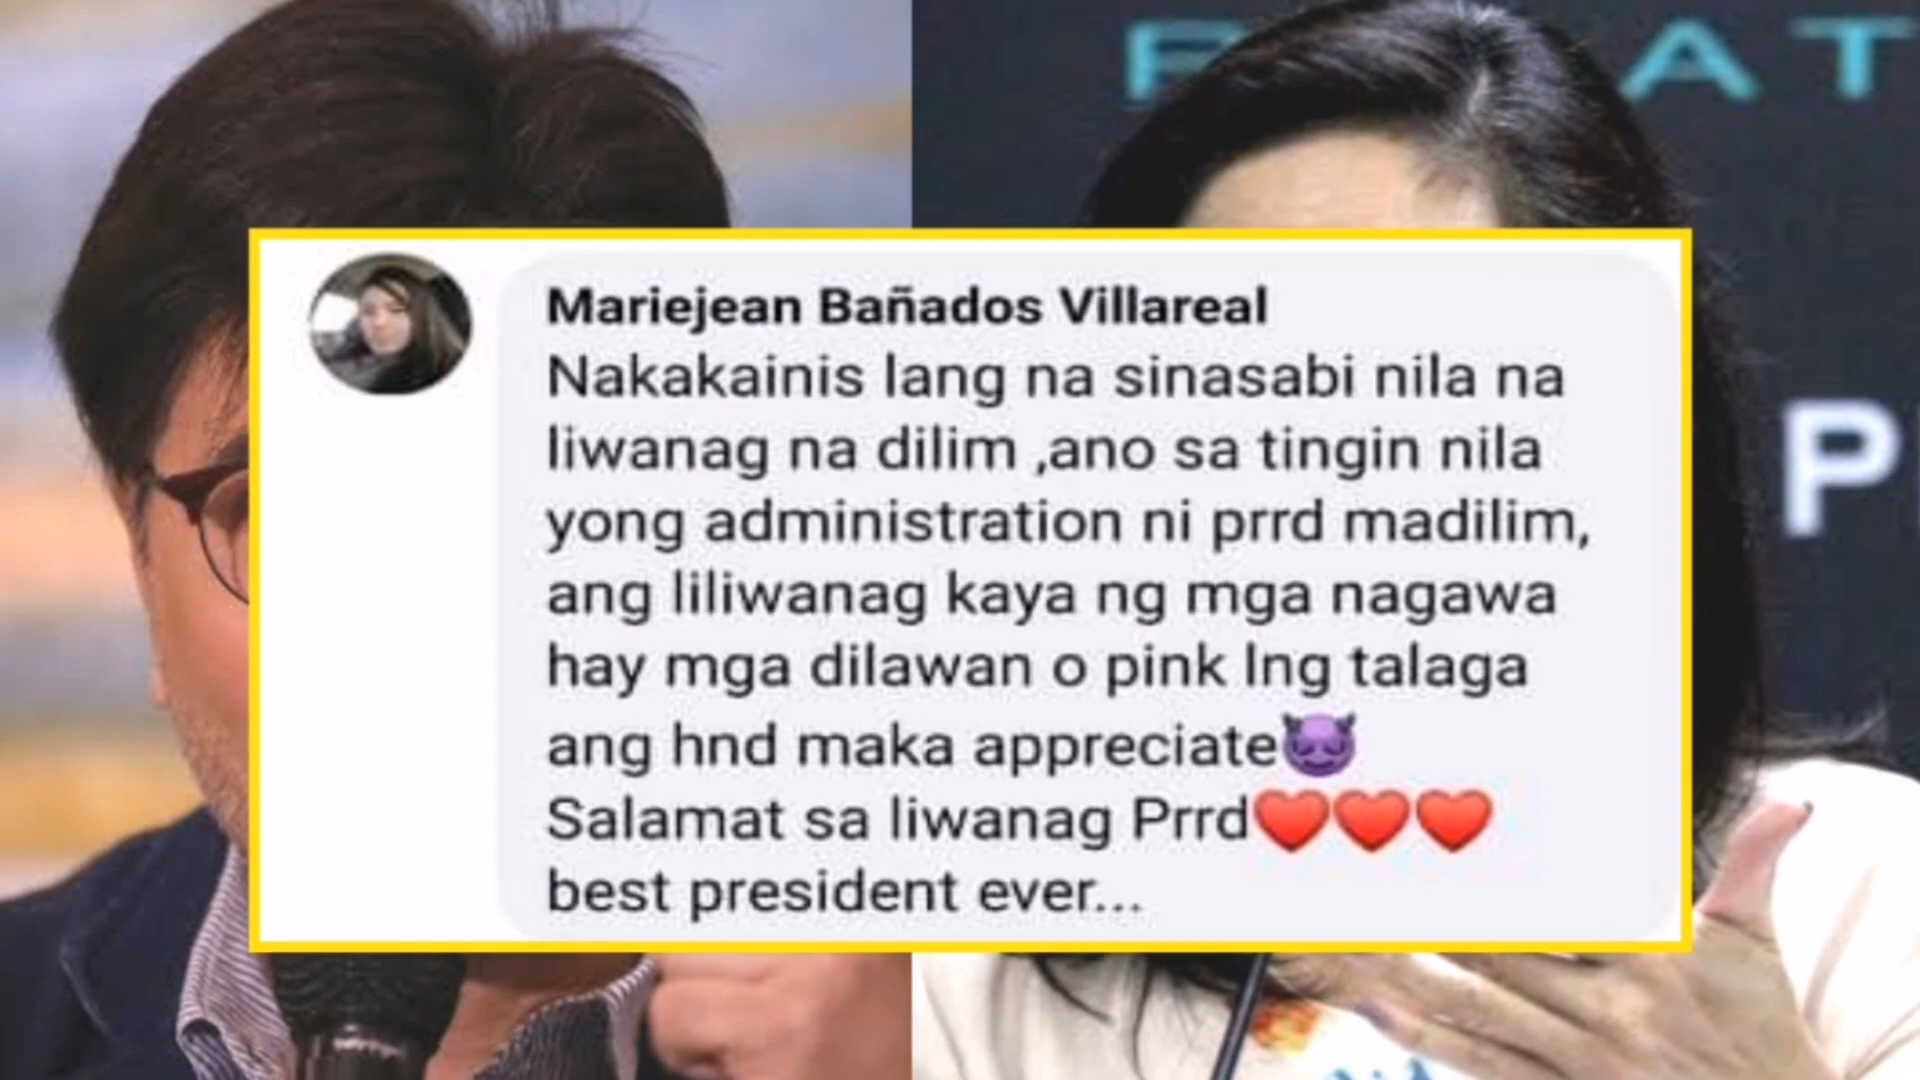 Mariejean Bañados Villareal
Nakakainis lang na sinasabi nila na
liwanag na dilim ,ano sa tingin nila
yong administration ni prrd madilim,
ang liliwanag kaya ng mga nagawa
hay mga dilawan o pink lng talaga
ang hnd maka appreciate😈
Salamat sa liwanag Prrd❤️❤️❤️
best president ever...